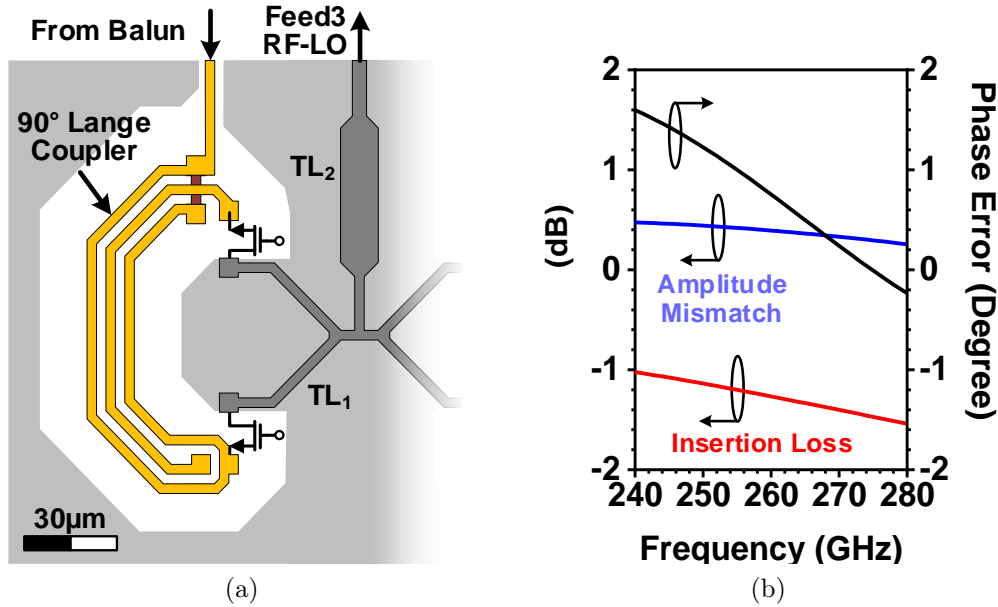 From Balun
Feed3
RF-LO
90° Lange
Coupler
TL2
TL1
30μm
(a)
2
1
0
-1
-2
(dB)
2
1
0
-1
-2
Phase Error (Degree)
Amplitude
Mismatch
Insertion Loss
240 250 260 270 280
Frequency (GHz)
(b)